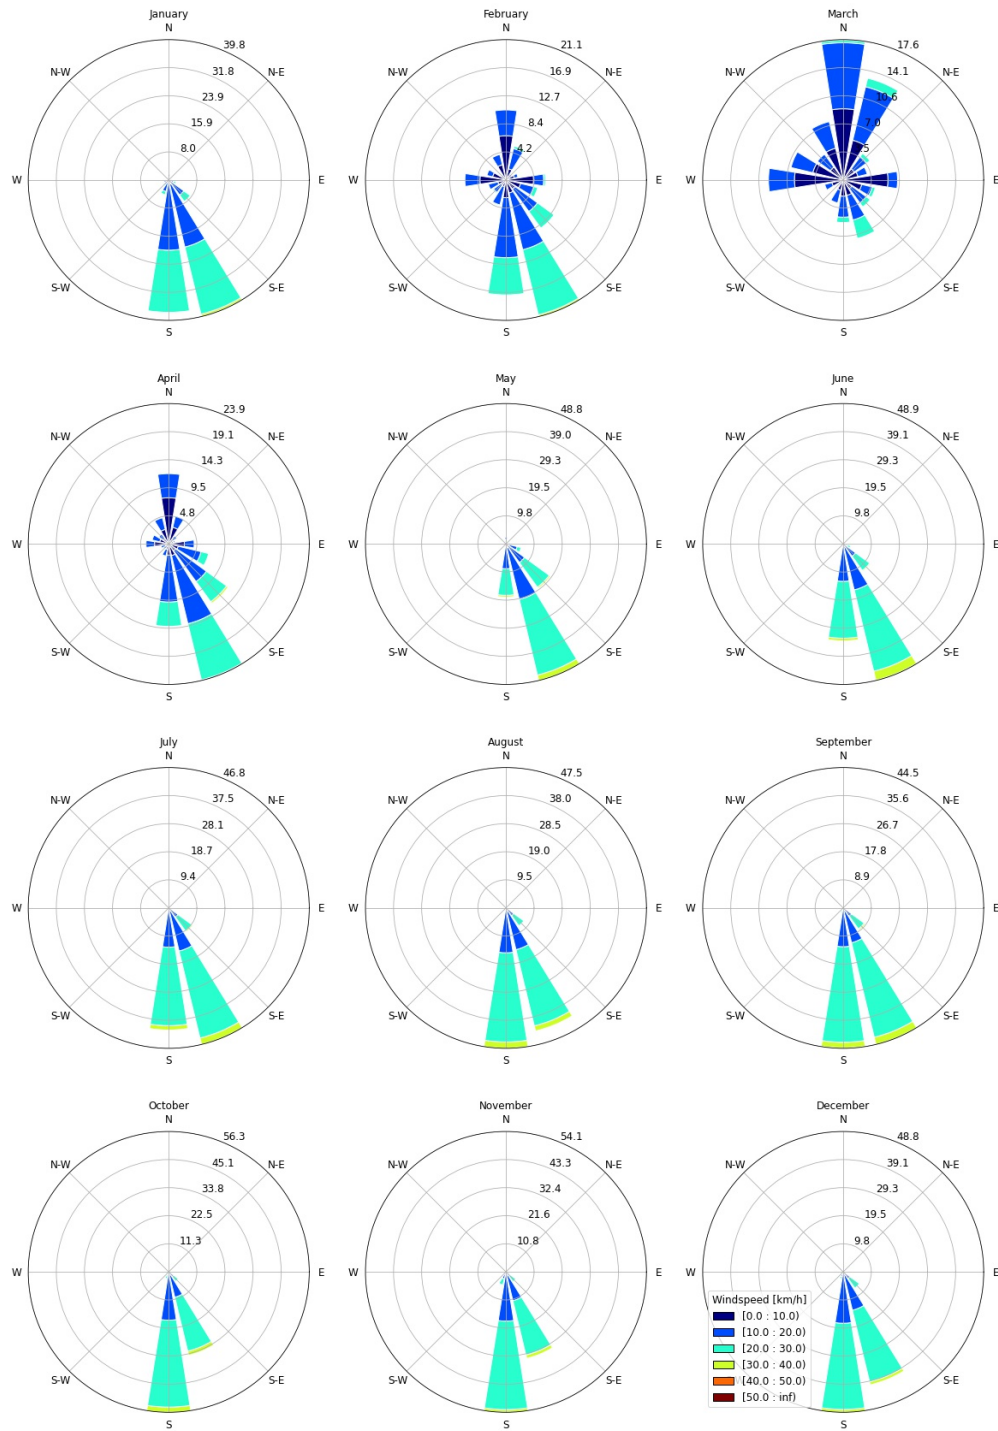 January
N
39.8
N-W
N-E
31.8
23.9
15.9
8.0
W
E
S-W
S-E
S
February
N
21.1
N-W
N-E
16.9
12.7
8.4
4.2
W
E
S-W
S-E
S
March
N
17.6
N-W
N-E
14.1
10.6
7.0
W
E
S-W
S-E
S
April
N
23.9
N-W
N-E
19.1
14.3
9.5
4.8
W
E
S-W
S-E
S
May
N
48.8
N-W
N-E
39.0
29.3
19.5
9.8
W
E
S-W
S-E
S
June
N
48.9
N-W
N-E
39.1
29.3
19.5
9.8
W
E
S-W
S-E
S
July
N
46.8
N-W
N-E
37.5
28.1
18.7
9.4
W
E
S-W
S-E
S
August
N
47.5
N-W
N-E
38.0
28.5
19.0
9.5
W
E
S-W
S-E
S
September
N
44.5
N-W
N-E
35.6
26.7
17.8
8.9
W
E
S-W
S-E
S
October
N
56.3
N-W
N-E
45.1
33.8
22.5
11.3
W
E
S-W
S-E
S
November
N
54.1
N-W
N-E
43.3
32.4
21.6
10.8
W
E
S-W
S-E
S
December
N
48.8
N-W
N-E
39.1
29.3
19.5
9.8
W
E
S-E
S
Windspeed [km/h]
[0.0 : 10.0)
[10.0 : 20.0)
[20.0 : 30.0)
[30.0 : 40.0)
[40.0 : 50.0)
[50.0 : inf)